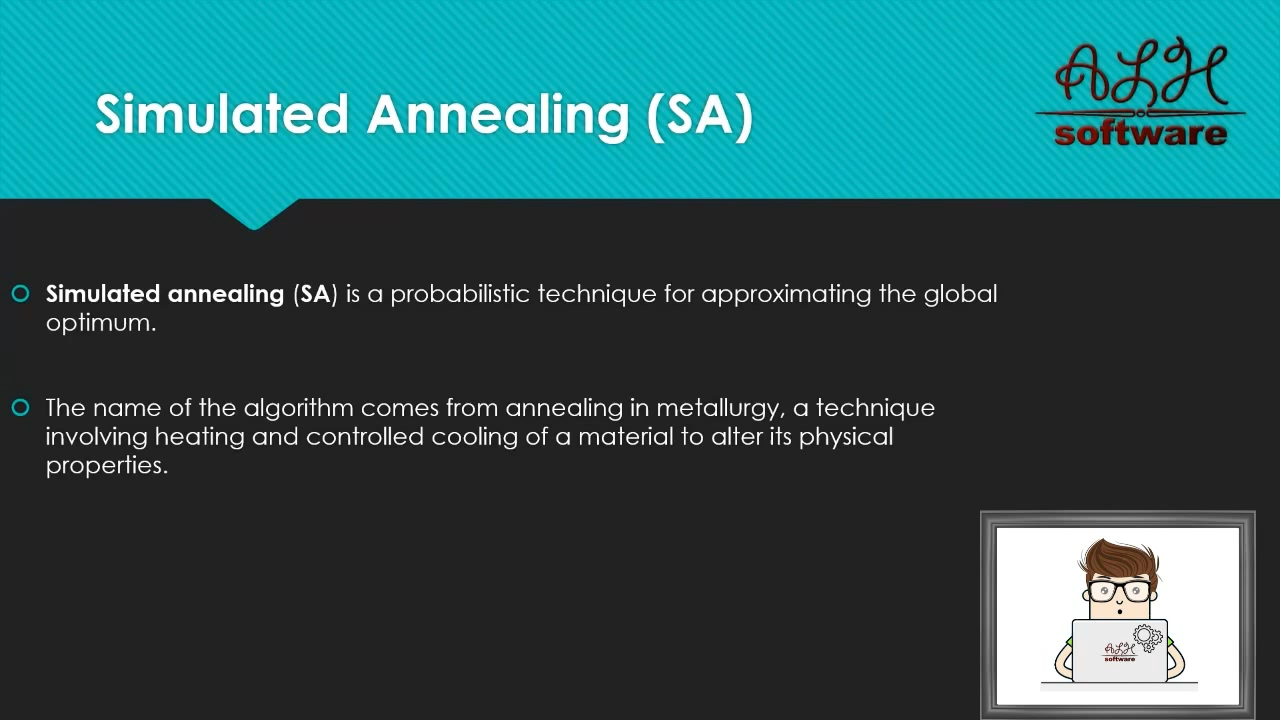 Simulated Annealing (SA)
ALH
software
Simulated annealing (SA) is a probabilistic technique for approximating the global
optimum.
The name of the algorithm comes from annealing in metallurgy, a technique
involving heating and controlled cooling of a material to alter its physical
properties.
ALH
software